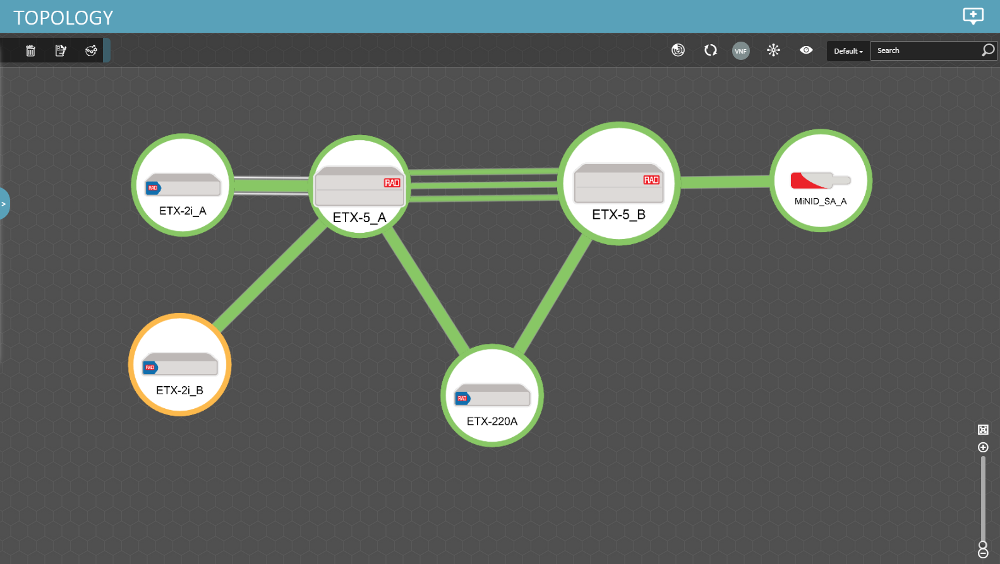 TOPOLOGY
VNF
Default
Search
RAD
ETX-2i_A
RAD
ETX-5_A
RAD
ETX-5_B
MiNID_SA_A
>
RAD
ETX-2i_B
RAD
ETX-220A